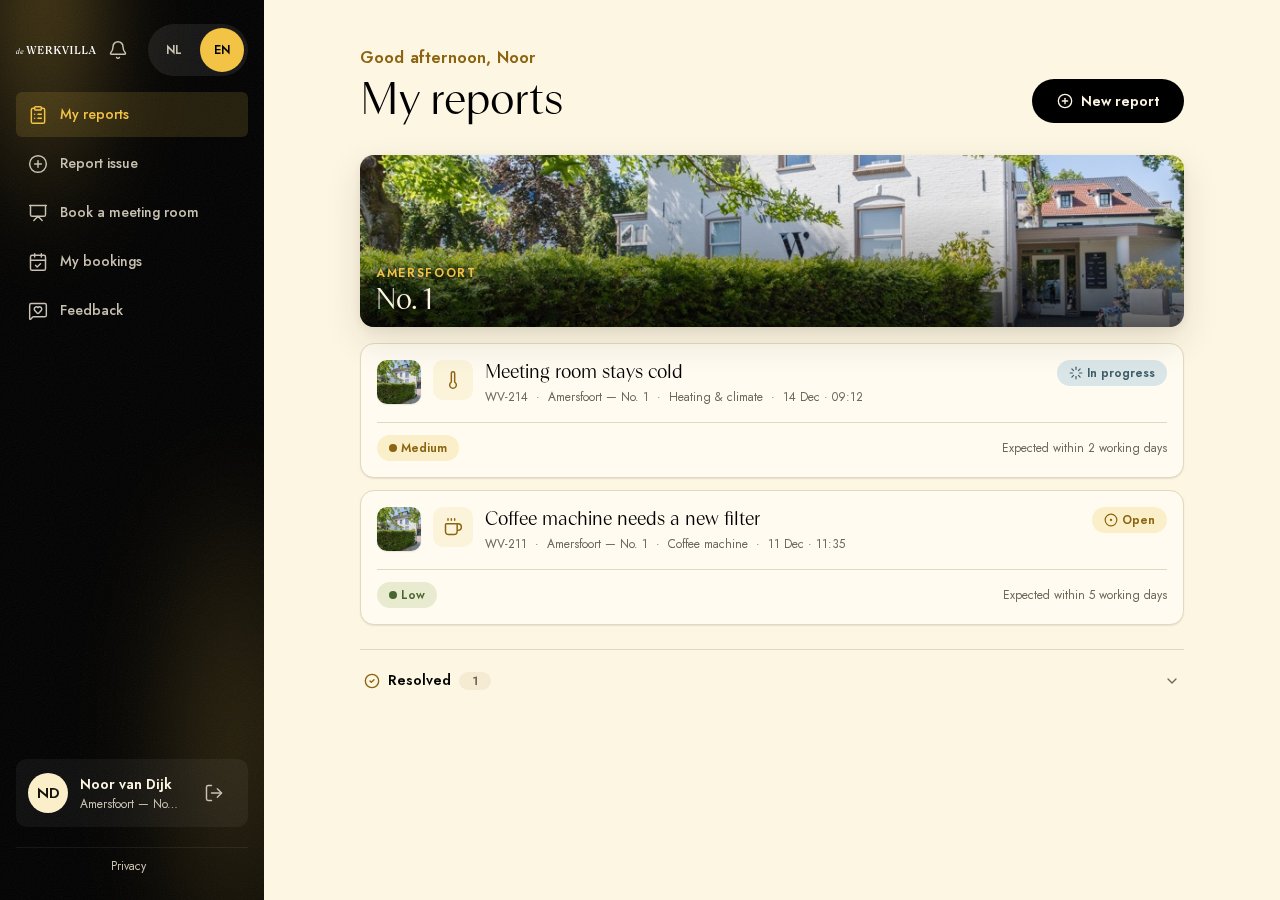 de WERKVILLA
NL
EN
My reports
Report issue
Book a meeting room
My bookings
Feedback
ND
Noor van Dijk
Amersfoort — No...
Privacy
Good afternoon, Noor
My reports
New report
W
AMERSFOORT
No. 1
Meeting room stays cold
WV-214 · Amersfoort — No. 1 · Heating & climate · 14 Dec · 09:12
In progress
Medium
Expected within 2 working days
Coffee machine needs a new filter
WV-211 · Amersfoort — No. 1 · Coffee machine · 11 Dec · 11:35
Open
Low
Expected within 5 working days
Resolved 1